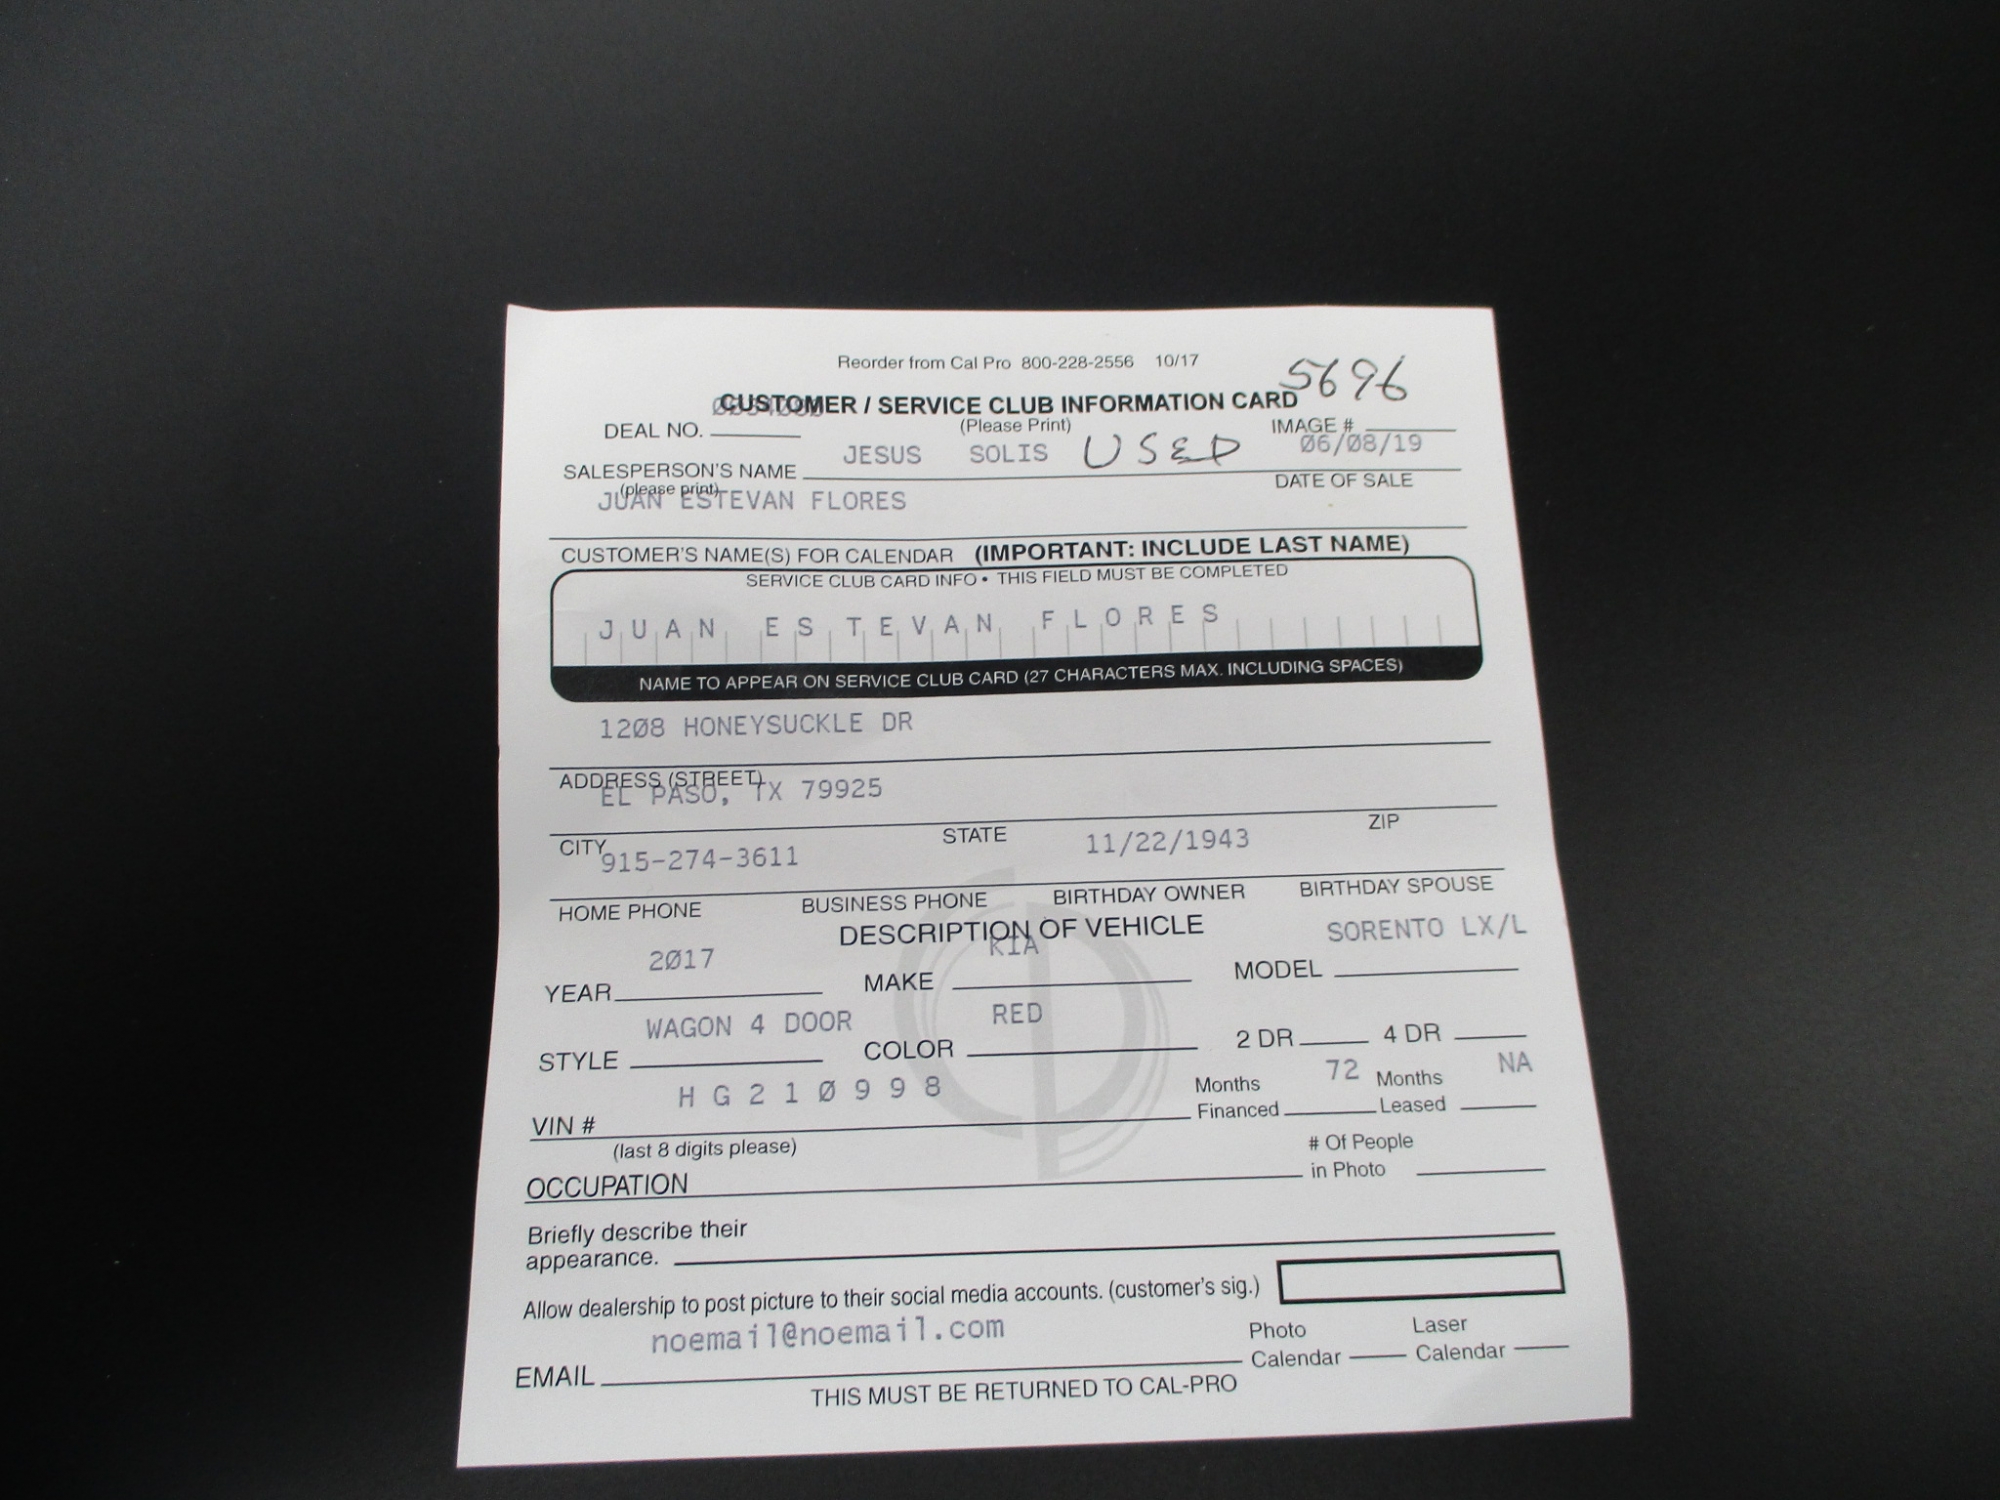 Reorder from Cal Pro 800-228-2556 10/17
5696
CUSTOMER / SERVICE CLUB INFORMATION CARD
(Please Print)
DEAL NO. IMAGE #
JESUS SOLIS USED 06/08/19
SALESPERSON'S NAME DATE OF SALE
(please print)
JUAN ESTEVAN FLORES
CUSTOMER'S NAME(S) FOR CALENDAR (IMPORTANT: INCLUDE LAST NAME)
SERVICE CLUB CARD INFO • THIS FIELD MUST BE COMPLETED
JUAN ESTEVAN FLORES
NAME TO APPEAR ON SERVICE CLUB CARD (27 CHARACTERS MAX. INCLUDING SPACES)
1208 HONEYSUCKLE DR
ADDRESS (STREET)
EL PASO, TX 79925
CITY STATE ZIP
915-274-3611 11/22/1943
HOME PHONE BUSINESS PHONE BIRTHDAY OWNER BIRTHDAY SPOUSE
DESCRIPTION OF VEHICLE
2017 KIA SORENTO LX/L
YEAR MAKE MODEL
WAGON 4 DOOR RED
STYLE COLOR 2 DR 4 DR
HG210998 Months 72 Months NA
VIN # Financed Leased
(last 8 digits please) # Of People
OCCUPATION in Photo
Briefly describe their
appearance.
Allow dealership to post picture to their social media accounts. (customer's sig.)
noemail@noemail.com Photo Laser
EMAIL Calendar Calendar
THIS MUST BE RETURNED TO CAL-PRO